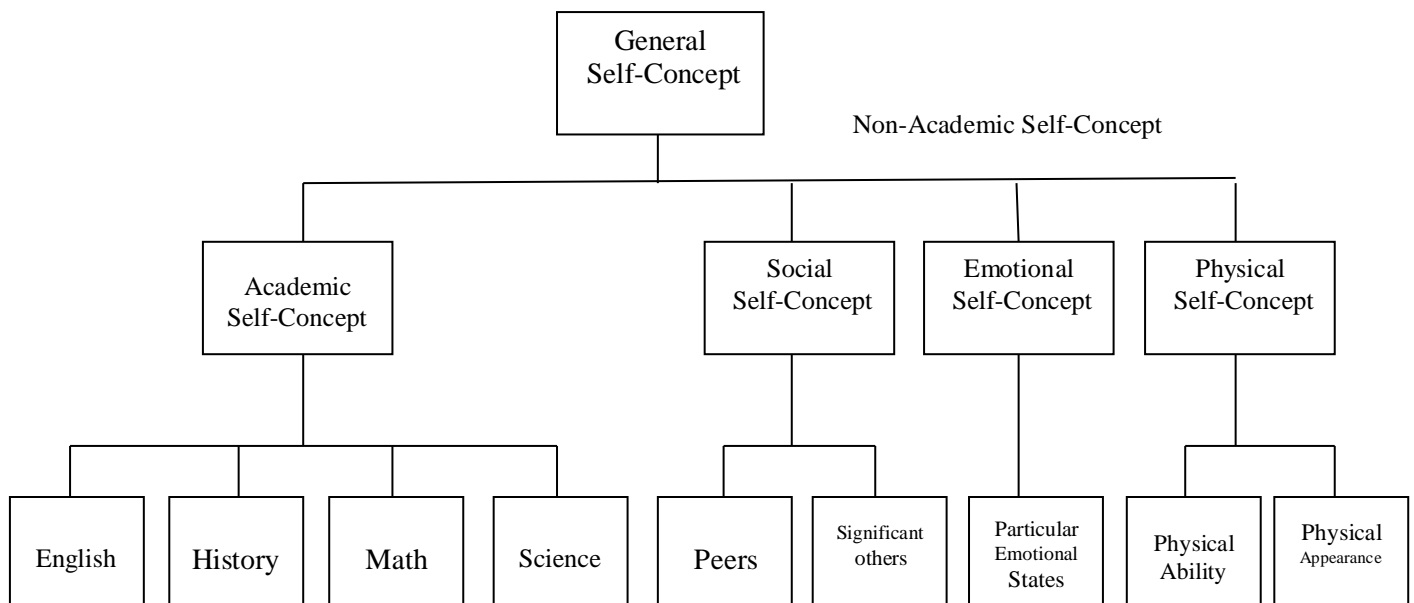 General
Self-Concept
Non-Academic Self-Concept
Academic
Self-Concept
Social
Self-Concept
Emotional
Self-Concept
Physical
Self-Concept
English
History
Math
Science
Peers
Significant
others
Particular
Emotional
States
Physical
Ability
Physical
Appearance